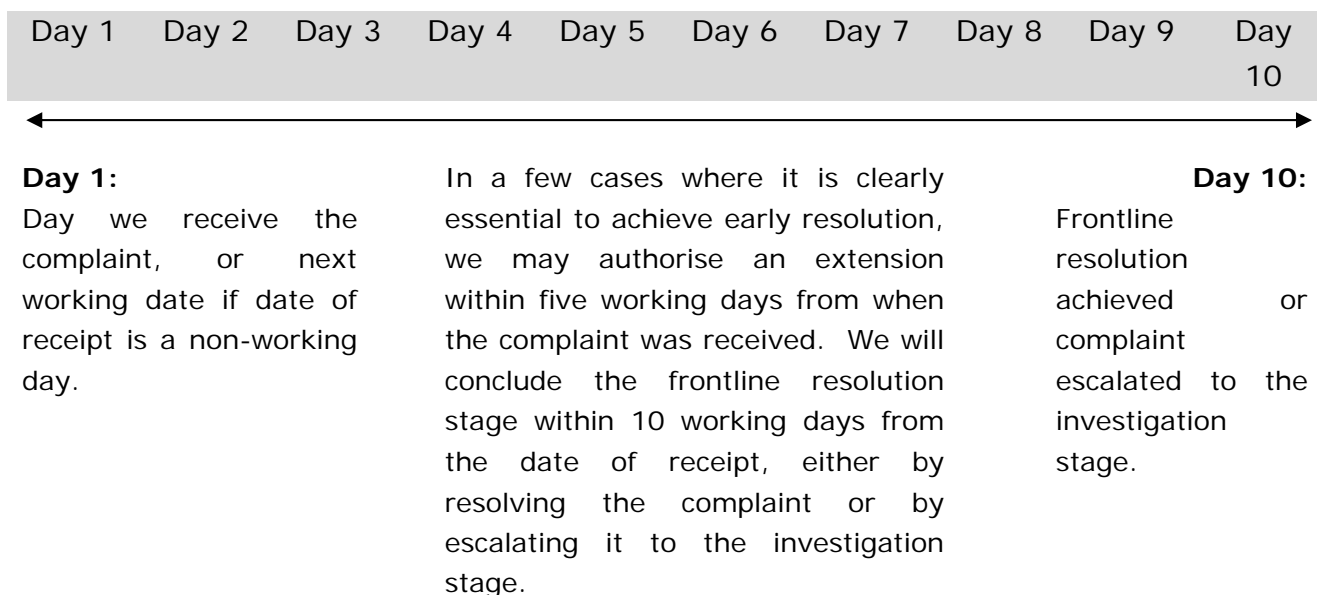 Day 1 Day 2 Day 3 Day 4 Day 5 Day 6 Day 7 Day 8 Day 9 Day
10
Day 1:
Day we receive the
complaint, or next
working date if date of
receipt is a non-working
day.
In a few cases where it is clearly
essential to achieve early resolution,
we may authorise an extension
within five working days from when
the complaint was received. We will
conclude the frontline resolution
stage within 10 working days from
the date of receipt, either by
resolving the complaint or by
escalating it to the investigation
stage.
Day 10:
Frontline
resolution
achieved or
complaint
escalated to the
investigation
stage.